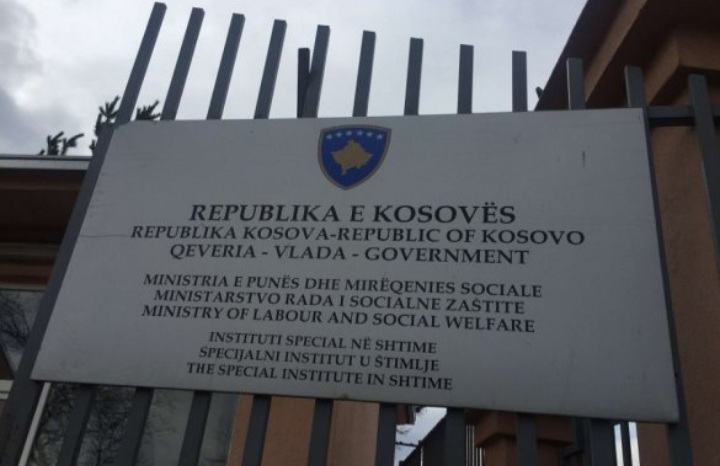 REPUBLIKA E KOSOVËS
REPUBLIKA KOSOVA-REPUBLIC OF KOSOVO
QEVERIA - VLADA - GOVERNMENT
MINISTRIA E PUNËS DHE MIRËQENIES SOCIALE
MINISTARSTVO RADA I SOCIALNE ZAŠTITE
MINISTRY OF LABOUR AND SOCIAL WELFARE
INSTITUTI SPECIAL NË SHTIME
SPECIJALNI INSTITUT U ŠTIMLJE
THE SPECIAL INSTITUTE IN SHTIME